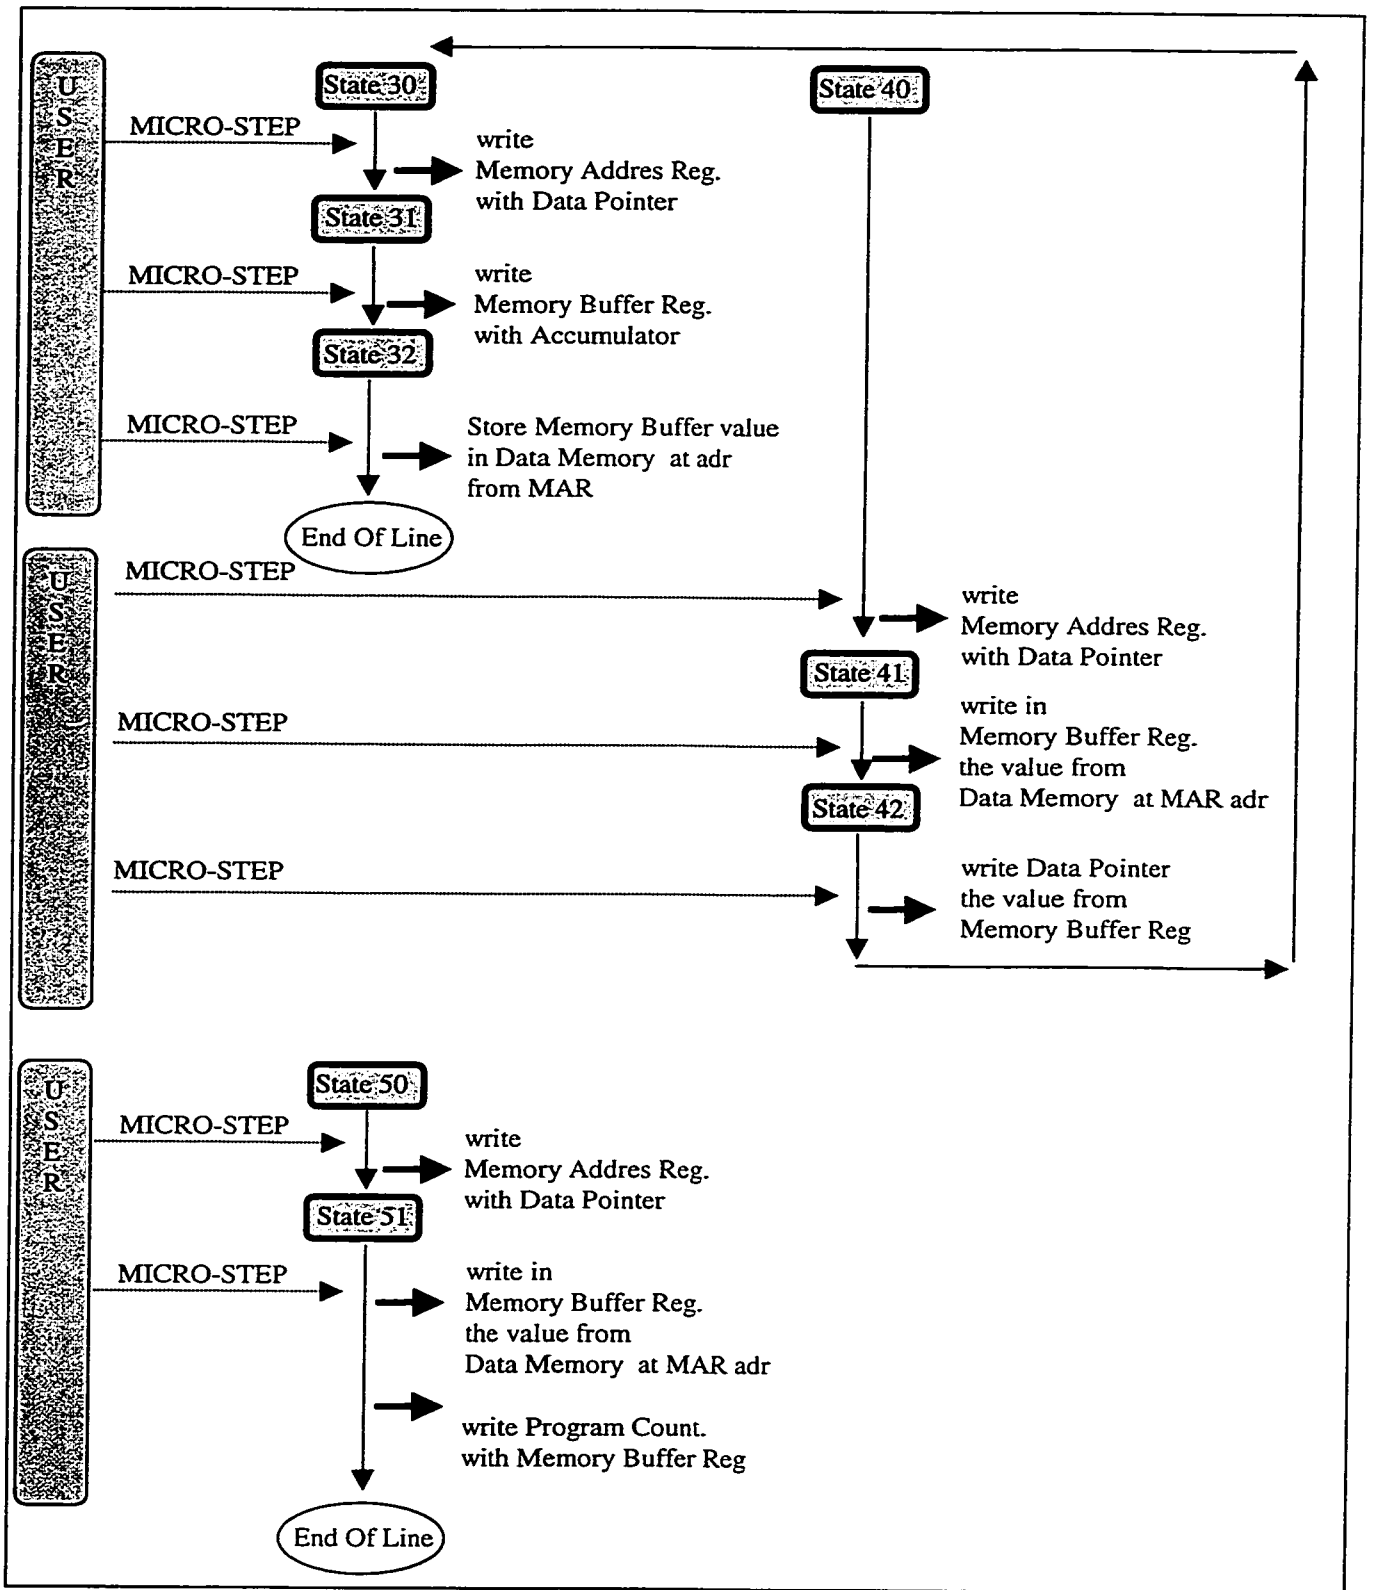 USER
State 30
State 40
MICRO-STEP
write
Memory Addres Reg.
with Data Pointer
State 31
MICRO-STEP
write
Memory Buffer Reg.
with Accumulator
State 32
MICRO-STEP
Store Memory Buffer value
in Data Memory at adr
from MAR
End Of Line
USER
MICRO-STEP
write
Memory Addres Reg.
with Data Pointer
State 41
MICRO-STEP
write in
Memory Buffer Reg.
the value from
Data Memory at MAR adr
State 42
MICRO-STEP
write Data Pointer
the value from
Memory Buffer Reg
USER
State 50
MICRO-STEP
write
Memory Addres Reg.
with Data Pointer
State 51
MICRO-STEP
write in
Memory Buffer Reg.
the value from
Data Memory at MAR adr
write Program Count.
with Memory Buffer Reg
End Of Line